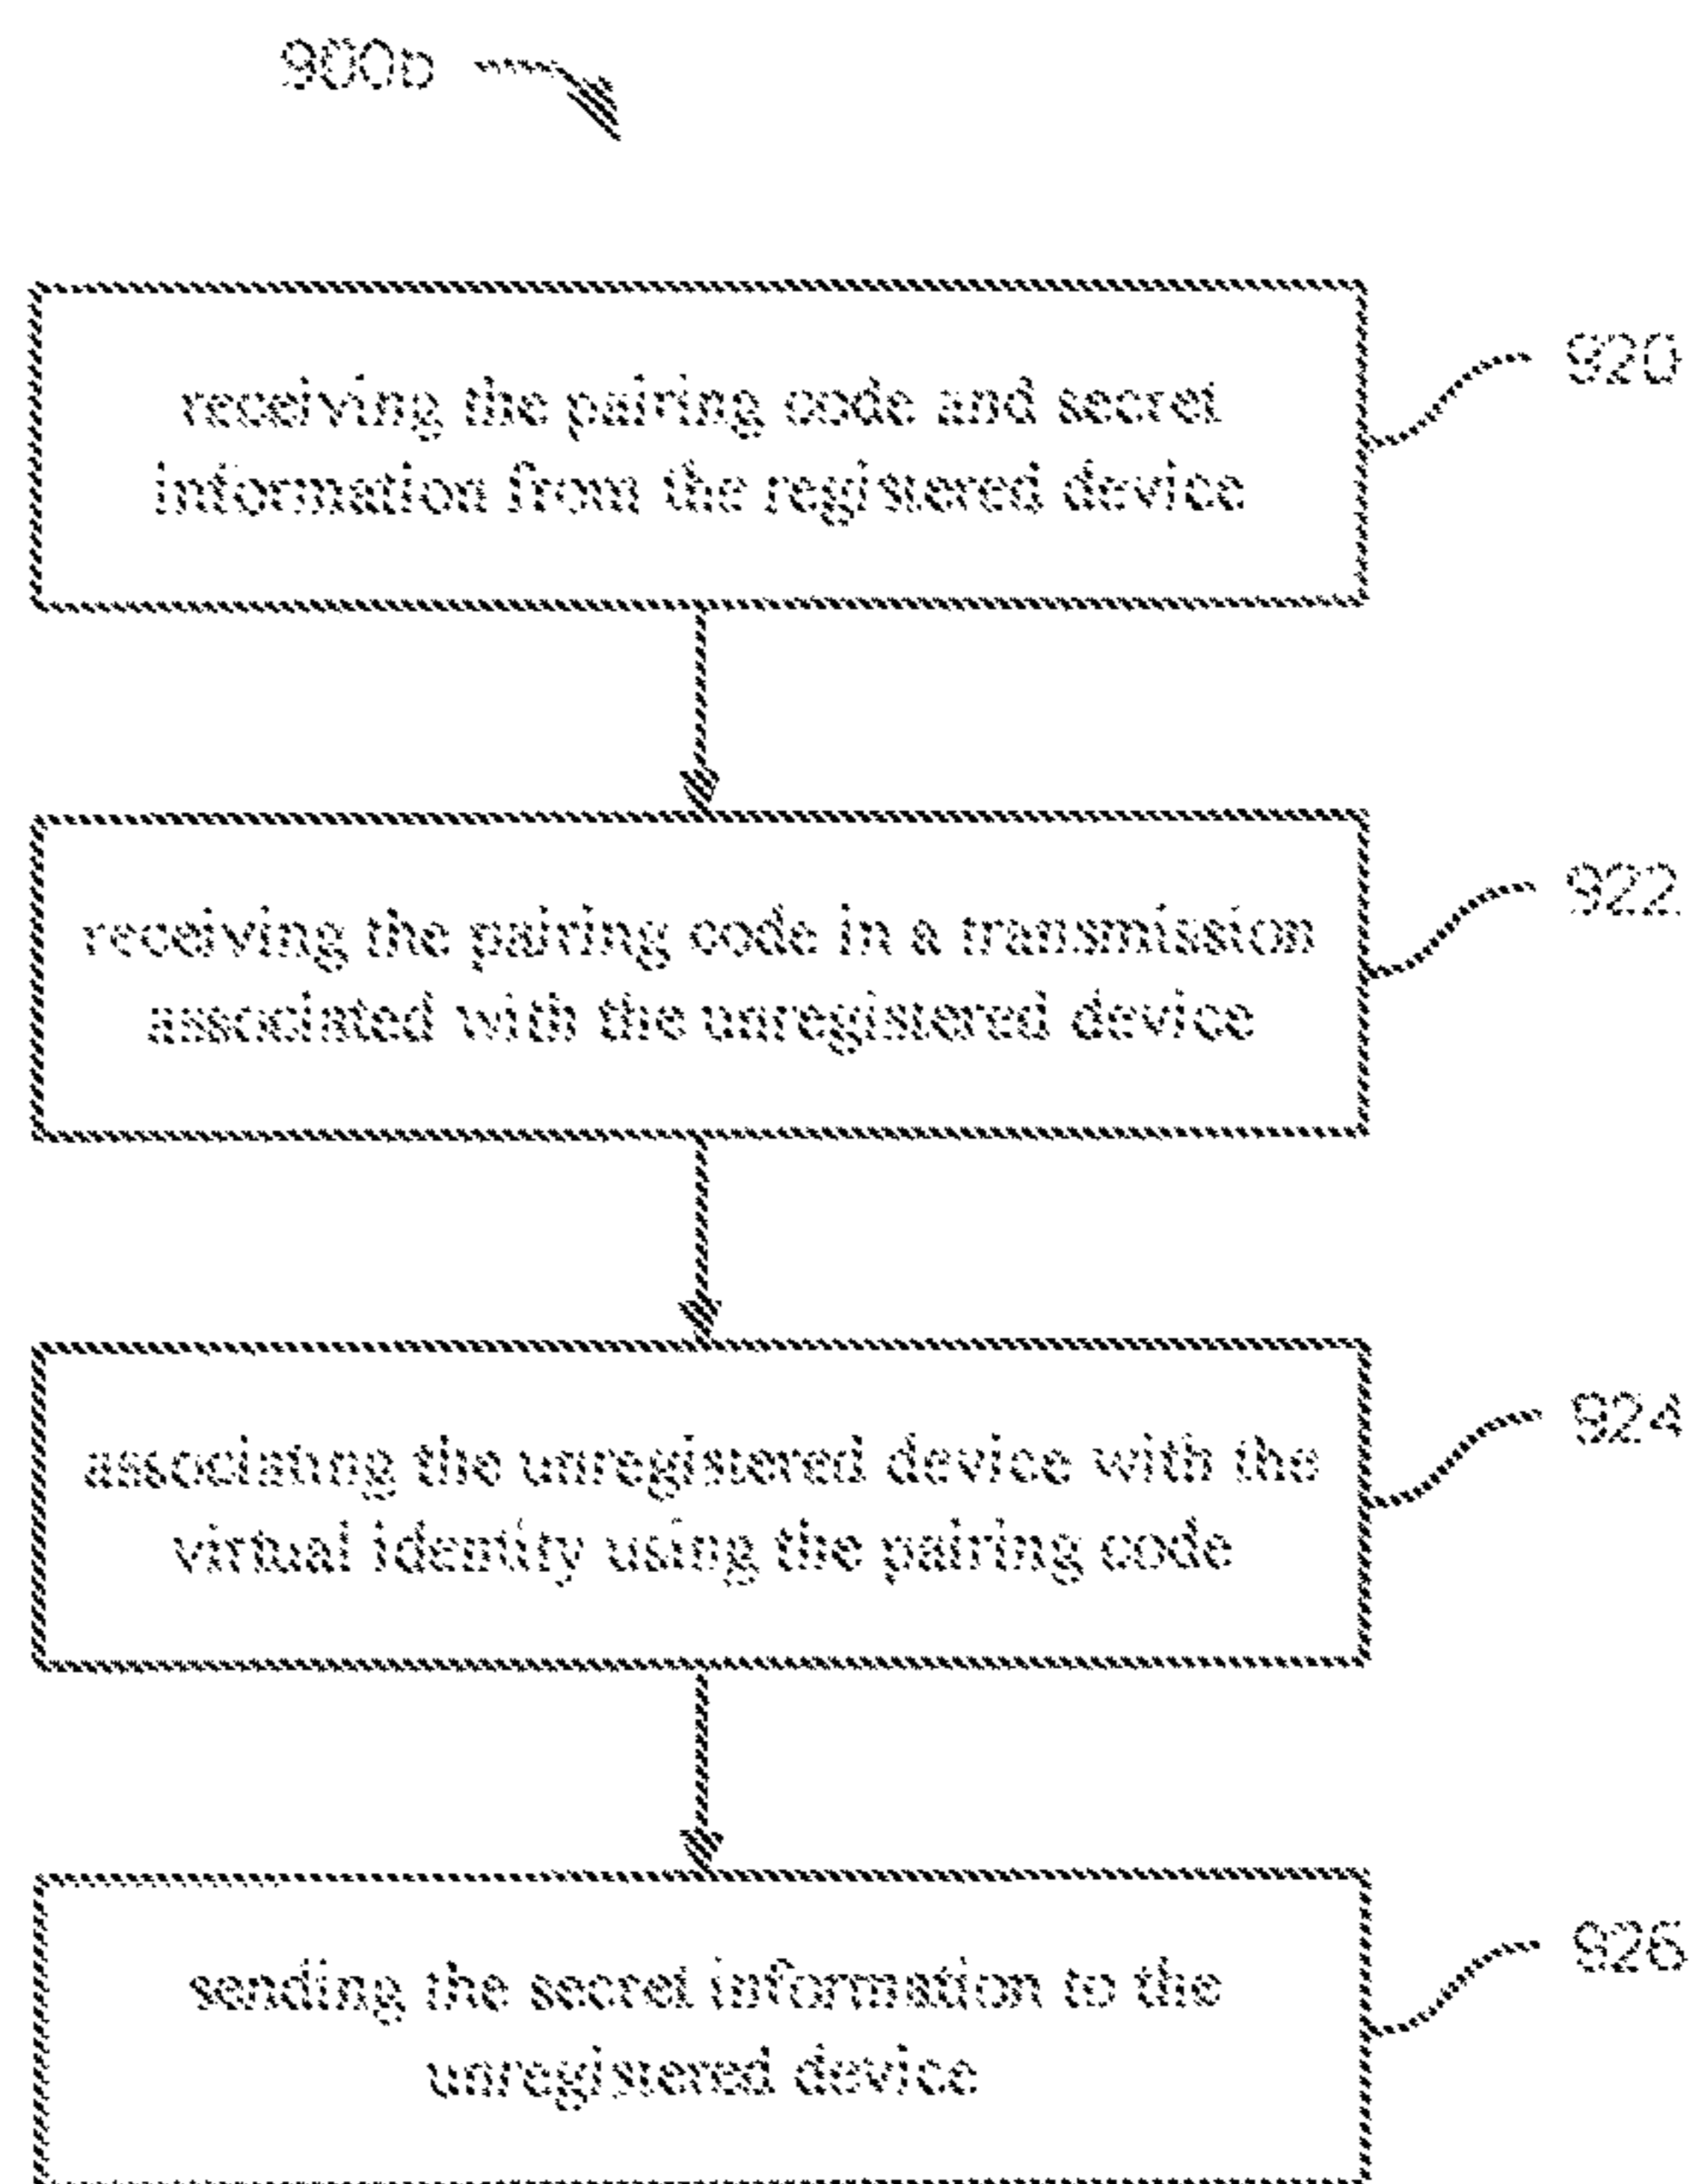 900b
receiving the pairing code and secret
information from the registered device
920
receiving the pairing code in a transmission
associated with the unregistered device
922
associating the unregistered device with the
virtual identity using the pairing code
924
sending the secret information to the
unregistered device
926